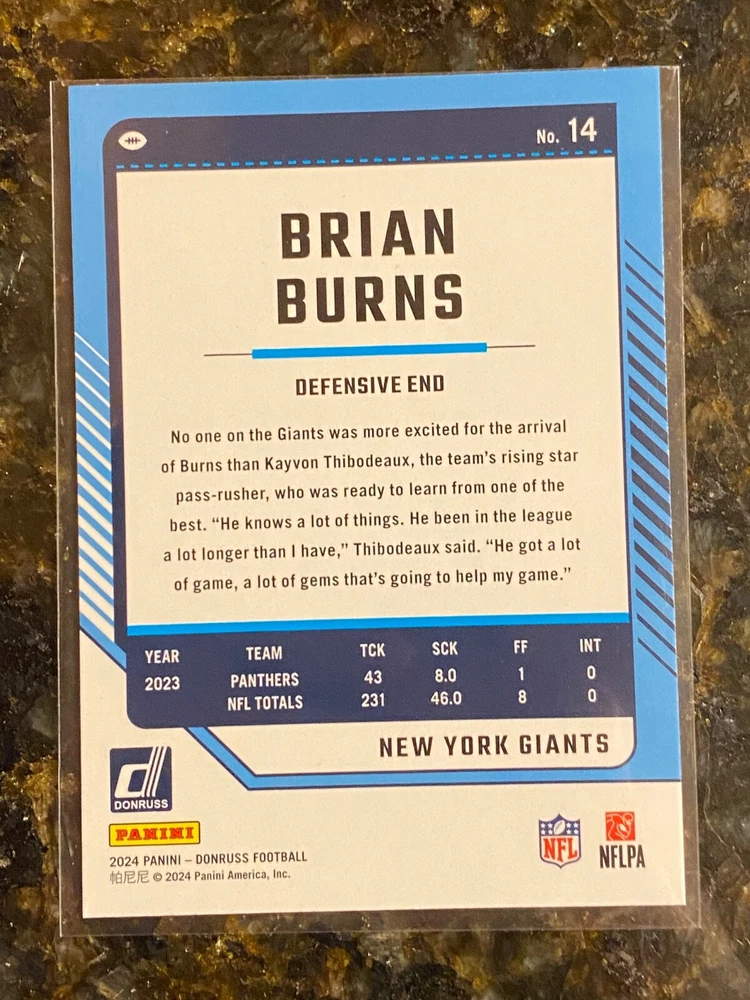 No. 14
BRIAN
BURNS
DEFENSIVE END
No one on the Giants was more excited for the arrival
of Burns than Kayvon Thibodeaux, the team's rising star
pass-rusher, who was ready to learn from one of the
best. “He knows a lot of things. He been in the league
a lot longer than I have,” Thibodeaux said. “He got a lot
of game, a lot of gems that's going to help my game.”
YEAR TEAM TCK SCK FF INT
2023 PANTHERS 43 8.0 1 0
NFL TOTALS 231 46.0 8 0
NEW YORK GIANTS
DONRUSS
PANINI
2024 PANINI – DONRUSS FOOTBALL
帕尼尼 © 2024 Panini America, Inc.
NFL
NFLPA